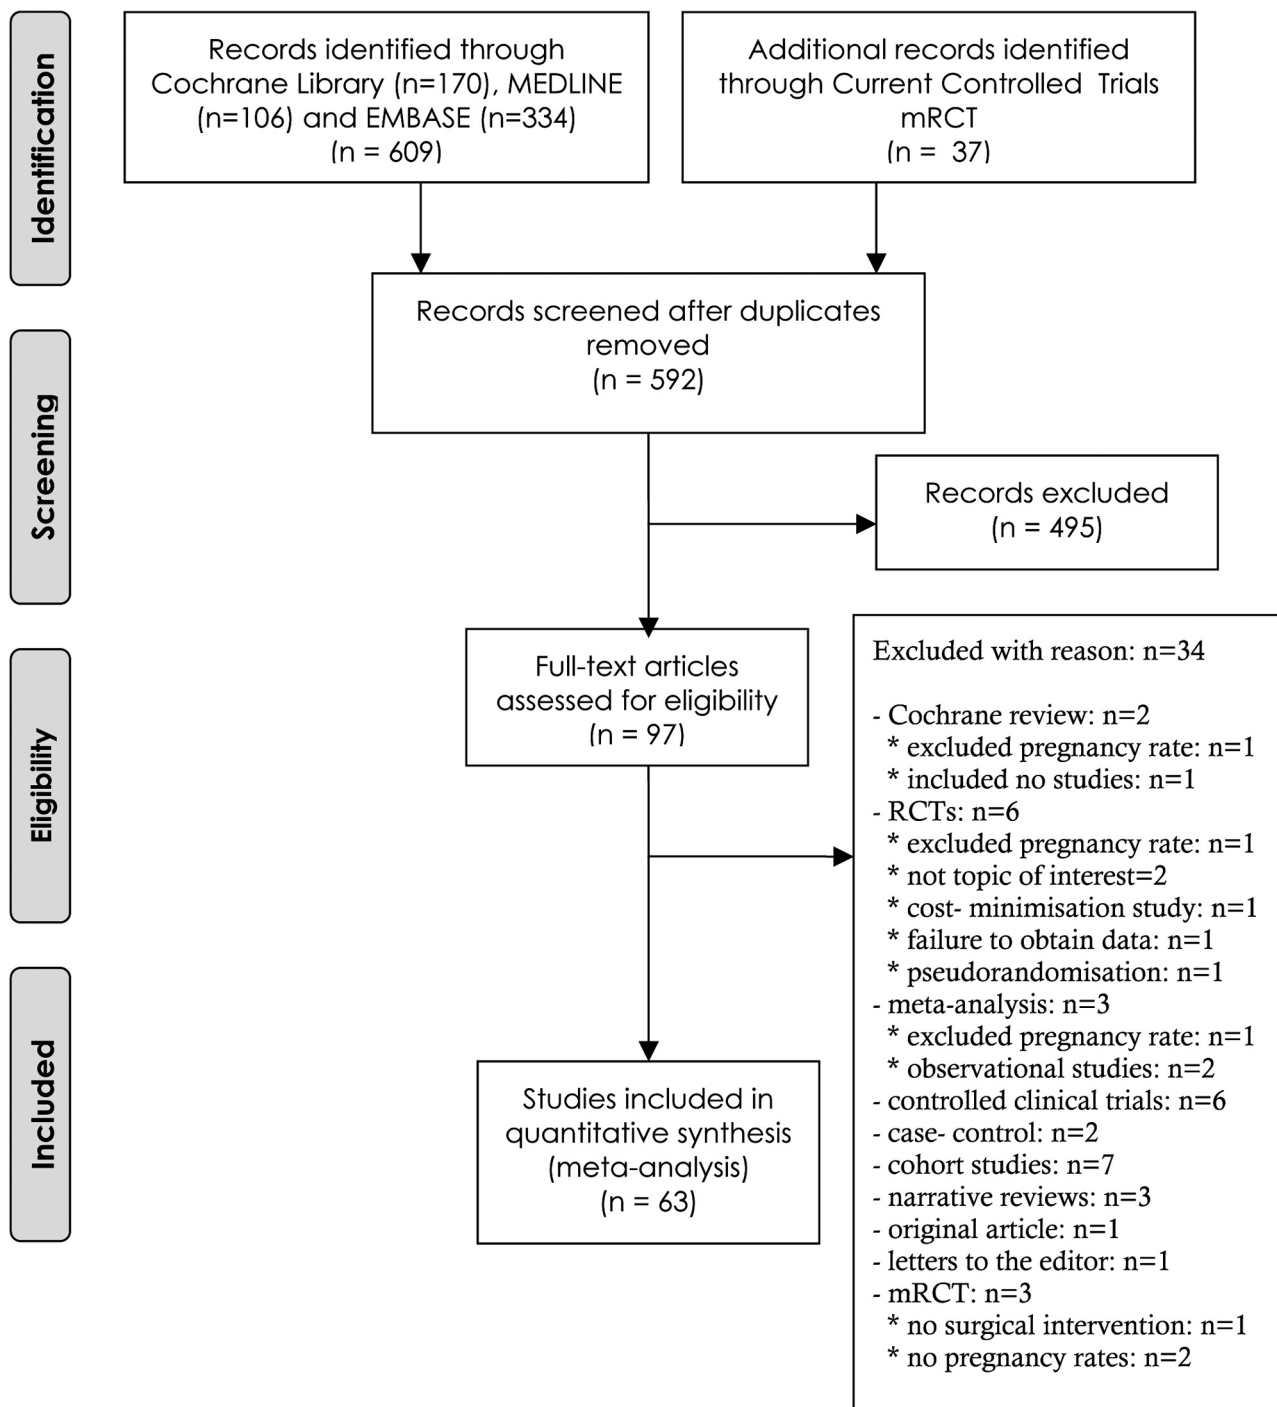 Identification
Records identified through
Cochrane Library (n=170), MEDLINE
(n=106) and EMBASE (n=334)
(n = 609)
Additional records identified
through Current Controlled Trials
mRCT
(n = 37)
Records screened after duplicates
removed
(n = 592)
Screening
Records excluded
(n = 495)
Full-text articles
assessed for eligibility
(n = 97)
Eligibility
Excluded with reason: n=34
- Cochrane review: n=2
* excluded pregnancy rate: n=1
* included no studies: n=1
- RCTs: n=6
* excluded pregnancy rate: n=1
* not topic of interest=2
* cost- minimisation study: n=1
* failure to obtain data: n=1
* pseudorandomisation: n=1
- meta-analysis: n=3
* excluded pregnancy rate: n=1
* observational studies: n=2
- controlled clinical trials: n=6
- case- control: n=2
- cohort studies: n=7
- narrative reviews: n=3
- original article: n=1
- letters to the editor: n=1
- mRCT: n=3
* no surgical intervention: n=1
* no pregnancy rates: n=2
Included
Studies included in
quantitative synthesis
(meta-analysis)
(n = 63)